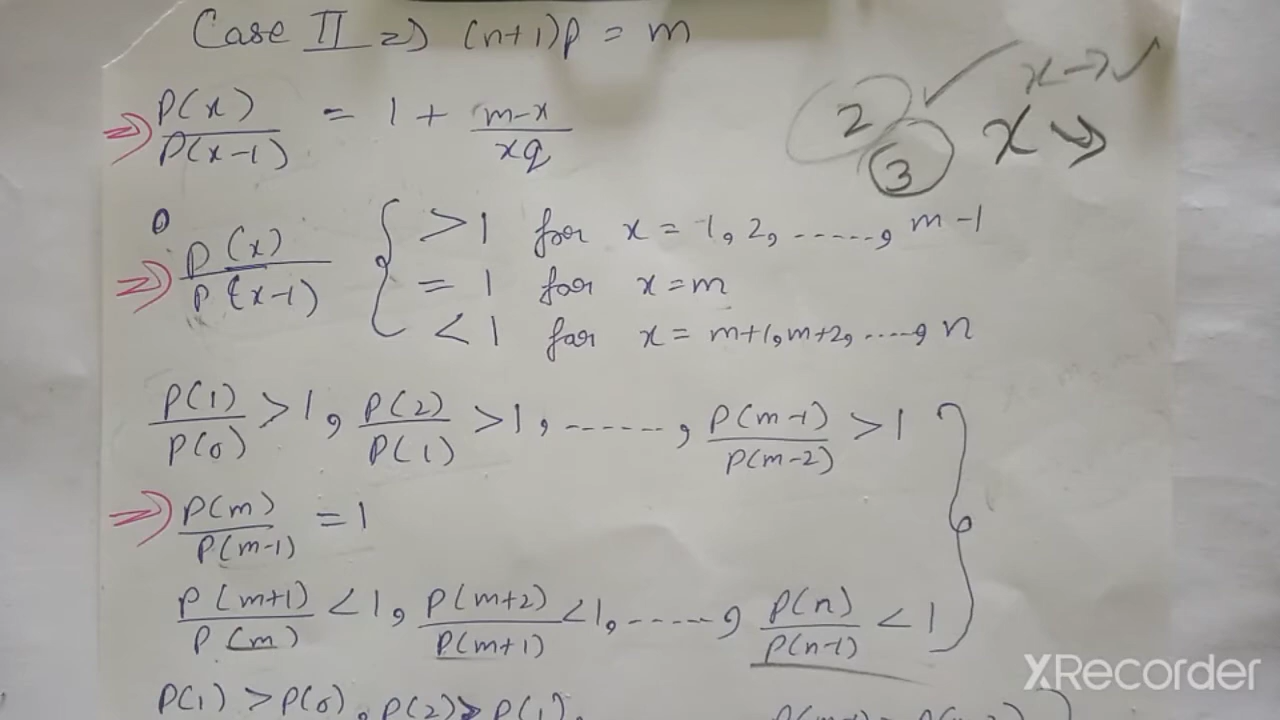 Case II ⇒ (n+1)p = m
⇒ P(x)/P(x-1) = 1 + (m-x)/xq
2 3 x → ✓
x →
0
⇒ P(x)/P(x-1) { >1 for x = 1, 2, ......, m-1
= 1 for x = m
< 1 for x = m+1, m+2, ....., n
P(1)/P(0) > 1, P(2)/P(1) > 1, ......, P(m-1)/P(m-2) > 1 }
⇒ P(m)/P(m-1) = 1
P(m+1)/P(m) < 1, P(m+2)/P(m+1) < 1, ......, P(n)/P(n-1) < 1
P(1) > P(0), P(2) > P(1),
XRecorder